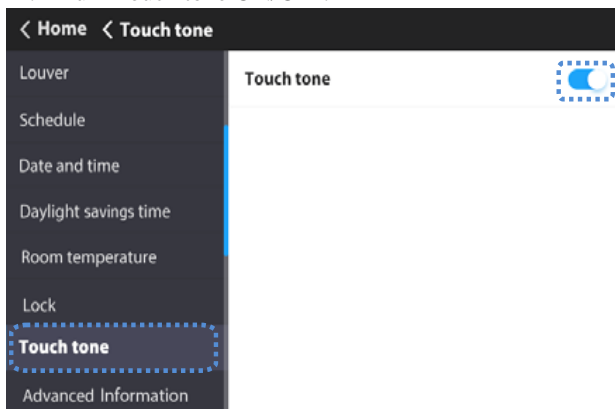 < Home < Touch tone
Louver
Touch tone
Schedule
Date and time
Daylight savings time
Room temperature
Lock
Touch tone
Advanced Information